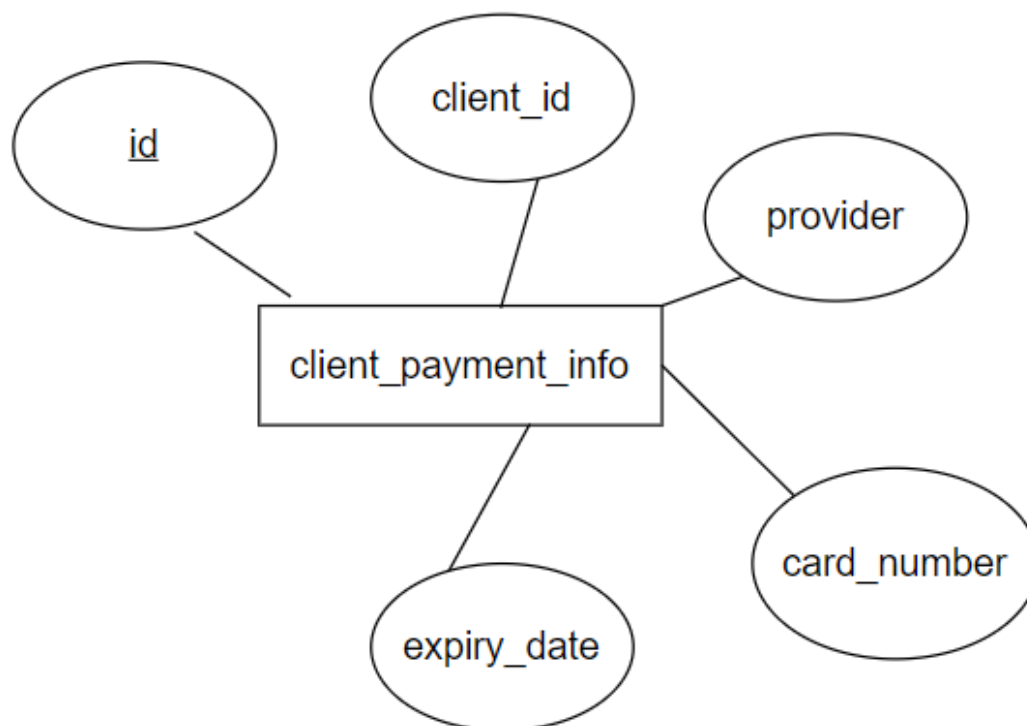 client_id
id
provider
client_payment_info
card_number
expiry_date